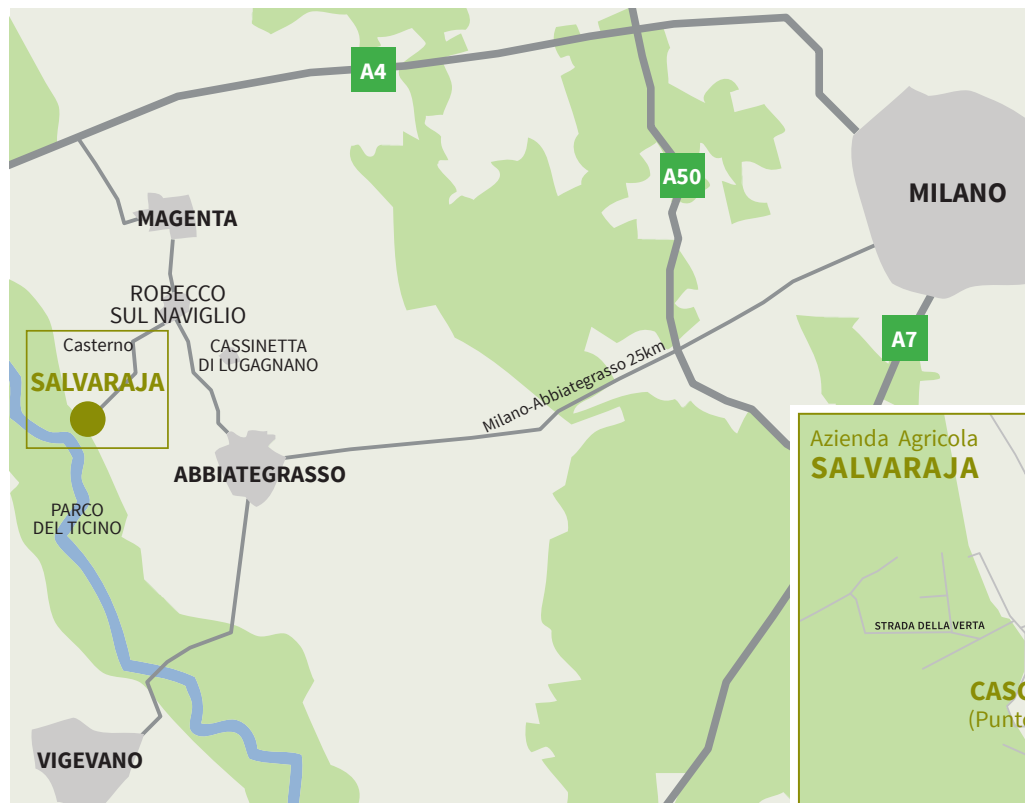 A4
A50
MILANO
MAGENTA
ROBECCO
SUL NAVIGLIO
Casterno
CASSINETTA
DI LUGAGNANO
A7
SALVARAJA
Milano-Abbiategrasso 25km
ABBIATEGRASSO
PARCO
DEL TICINO
VIGEVANO
Azienda Agricola
SALVARAJA
STRADA DELLA VERTA